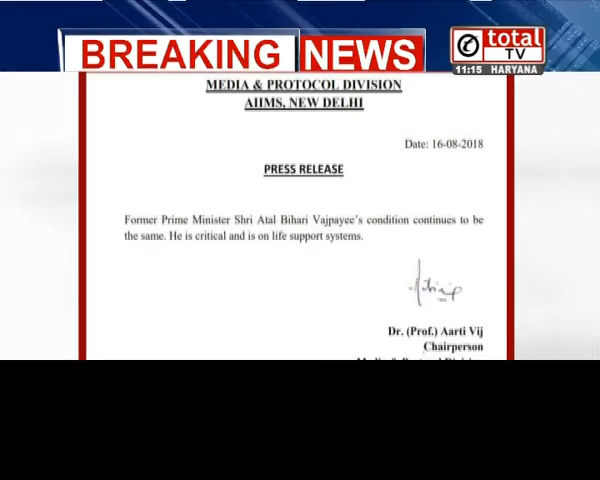 BREAKING NEWS
total
TV
11:15 HARYANA
MEDIA & PROTOCOL DIVISION
AIIMS, NEW DELHI
Date: 16-08-2018
PRESS RELEASE
Former Prime Minister Shri Atal Bihari Vajpayee's condition continues to be
the same. He is critical and is on life support systems.
Dr. (Prof.) Aarti Vij
Chairperson